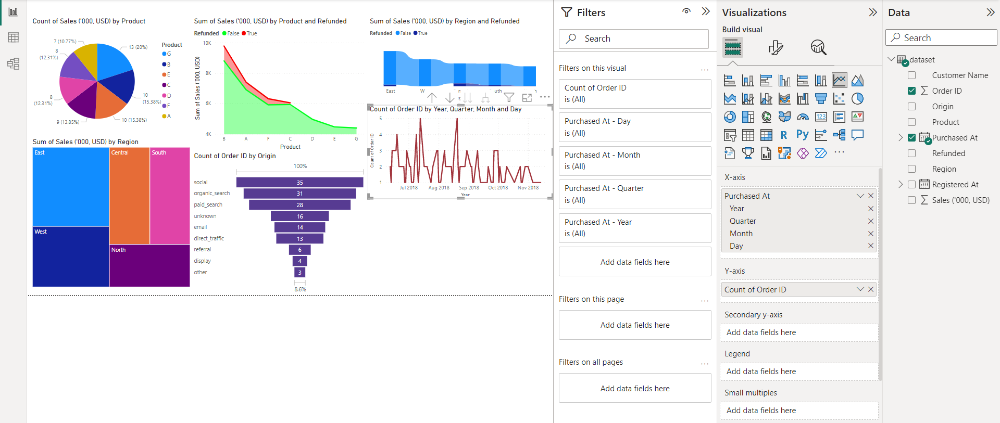 Count of Sales ('000, USD) by Product
7 (10.77%)
8
(12.31%)
8
(12.31%)
9 (13.85%)
10 (15.38%)
10
(15.38%)
13 (20%)
Product
G
B
E
C
D
F
A
Sum of Sales ('000, USD) by Region
East
West
Central
South
North
Sum of Sales ('000, USD) by Product and Refunded
Refunded False True
Sum of Sales ('000, USD)
10K
8K
6K
4K
B A F C D E G
Product
Count of Order ID by Origin
100%
social 35
organic_search 31
paid_search 28
unknown 16
email 14
direct_traffic 13
referral 6
display 4
other 3
8.6%
Sum of Sales ('000, USD) by Region and Refunded
Refunded False True
East
Count of Order ID by Year, Quarter, Month and Day
Count of Order ID
5
4
3
2
1
Jul 2018 Aug 2018 Sep 2018 Oct 2018 Nov 2018
Year
Filters
Search
Filters on this visual ...
Count of Order ID
is (All)
Purchased At - Day
is (All)
Purchased At - Month
is (All)
Purchased At - Quarter
is (All)
Purchased At - Year
is (All)
Add data fields here
Filters on this page ...
Add data fields here
Filters on all pages ...
Add data fields here
Visualizations
Build visual
123
R
Py
...
X-axis
Purchased At
Year
Quarter
Month
Day
Y-axis
Count of Order ID
Secondary y-axis
Add data fields here
Legend
Add data fields here
Small multiples
Add data fields here
Data
Search
dataset
Customer Name
Order ID
Origin
Product
Purchased At
Refunded
Region
Registered At
Sales ('000, USD)